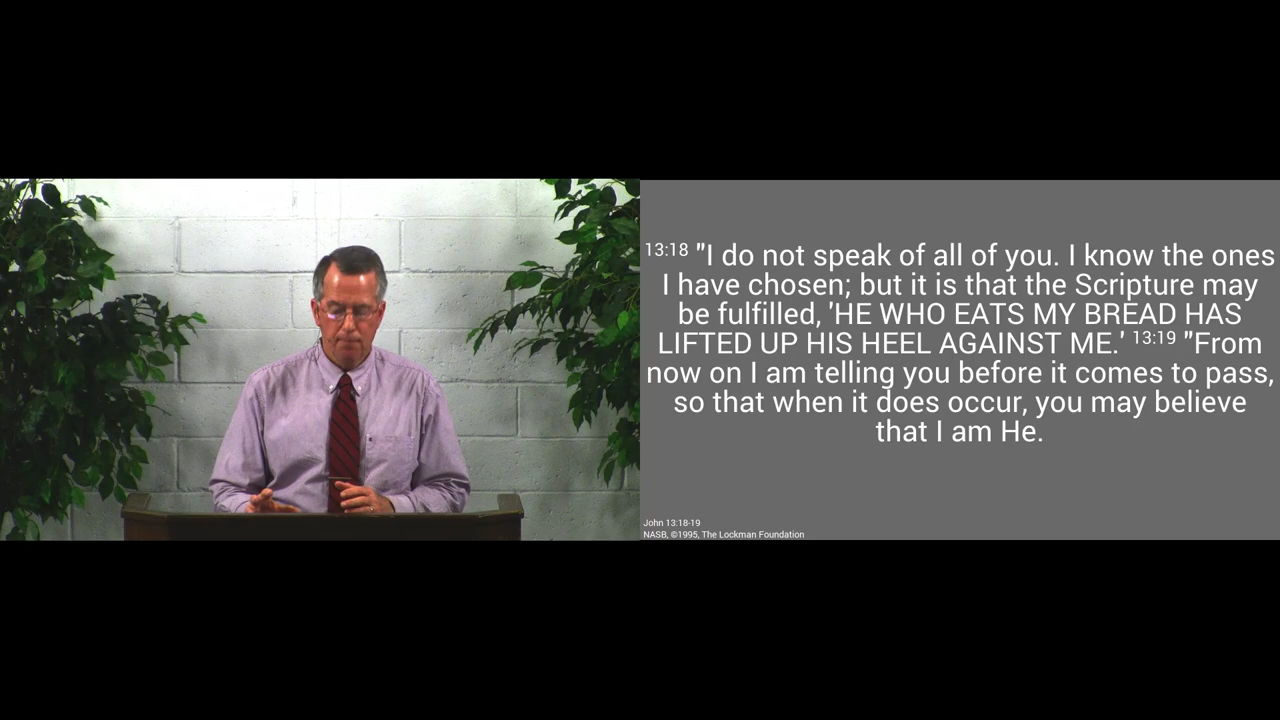 13:18 "I do not speak of all of you. I know the ones
I have chosen; but it is that the Scripture may
be fulfilled, 'HE WHO EATS MY BREAD HAS
LIFTED UP HIS HEEL AGAINST ME.' 13:19 "From
now on I am telling you before it comes to pass,
so that when it does occur, you may believe
that I am He.
John 13:18-19
NASB, ©1995, The Lockman Foundation